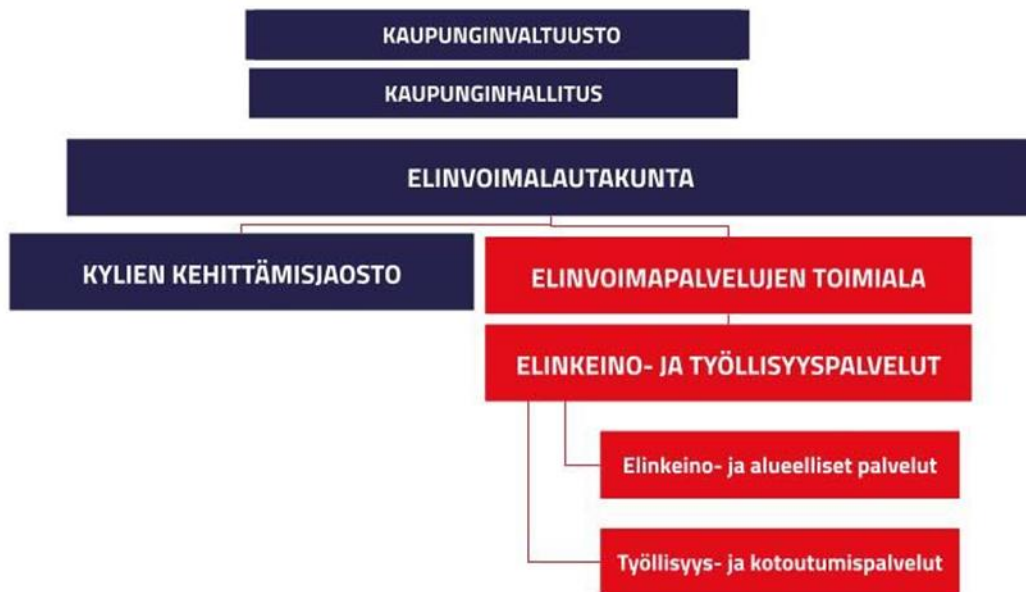 KAUPUNGINVALTUUSTO
KAUPUNGINHALLITUS
ELINVOIMALAUTAKUNTA
KYLIEN KEHITTÄMISJAOSTO
ELINVOIMAPALVELUJEN TOIMIALA
ELINKEINO- JA TYÖLLISYYSPALVELUT
Elinkeino- ja alueelliset palvelut
Työllisyys- ja kotoutumispalvelut